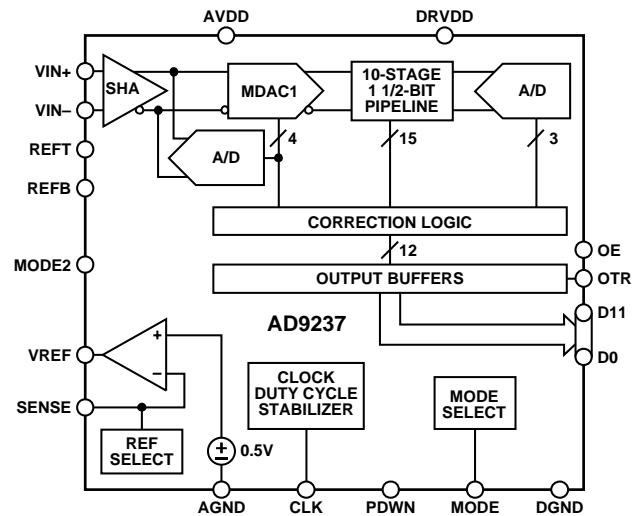 AVDD
DRVDD
VIN+
SHA
MDAC1
10-STAGE
1 1/2-BIT
PIPELINE
A/D
VIN–
REFT
A/D
4
15
3
REFB
CORRECTION LOGIC
12
OE
MODE2
OUTPUT BUFFERS
OTR
D11
AD9237
VREF
+
–
D0
CLOCK
DUTY CYCLE
STABILIZER
MODE
SELECT
SENSE
REF
SELECT
±
0.5V
AGND
CLK
PDWN
MODE
DGND